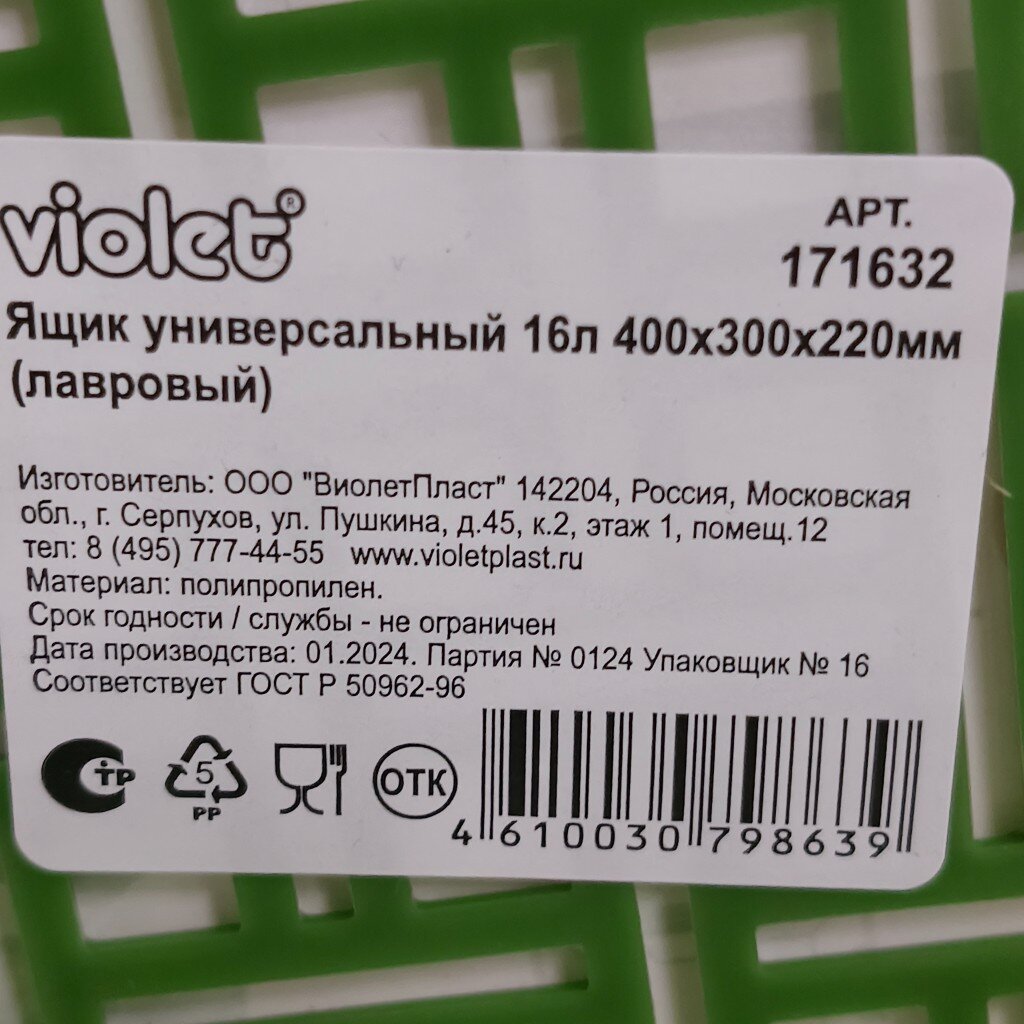 violet®
АРТ.
171632
Ящик универсальный 16л 400х300х220мм
(лавровый)
Изготовитель: ООО "ВиолетПласт" 142204, Россия, Московская
обл., г. Серпухов, ул. Пушкина, д.45, к.2, этаж 1, помещ.12
тел: 8 (495) 777-44-55 www.violetplast.ru
Материал: полипропилен.
Срок годности / службы - не ограничен
Дата производства: 01.2024. Партия № 0124 Упаковщик № 16
Соответствует ГОСТ Р 50962-96
тР
5
PP
ОТК
4 610030 798639